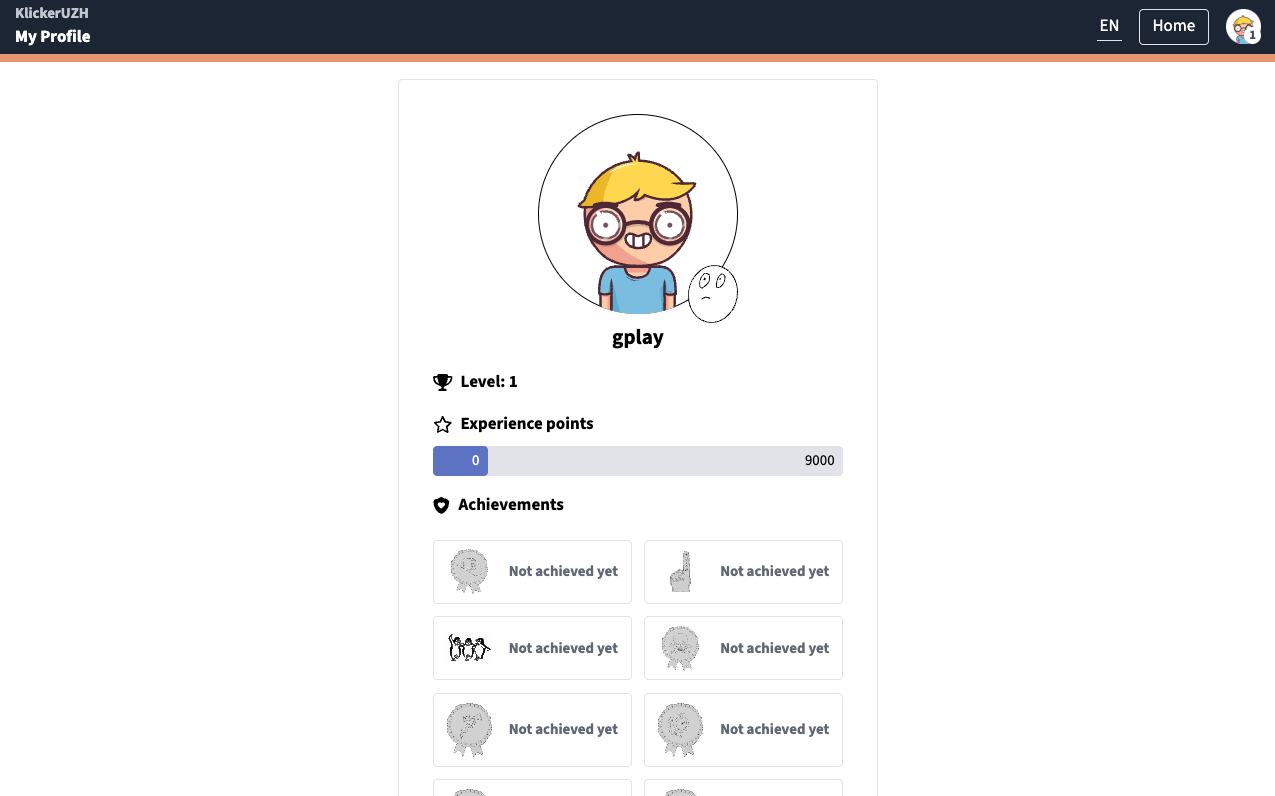 KlickerUZH
My Profile
EN
Home
1
gplay
Level: 1
Experience points
0
9000
Achievements
Not achieved yet
Not achieved yet
Not achieved yet
Not achieved yet
Not achieved yet
Not achieved yet